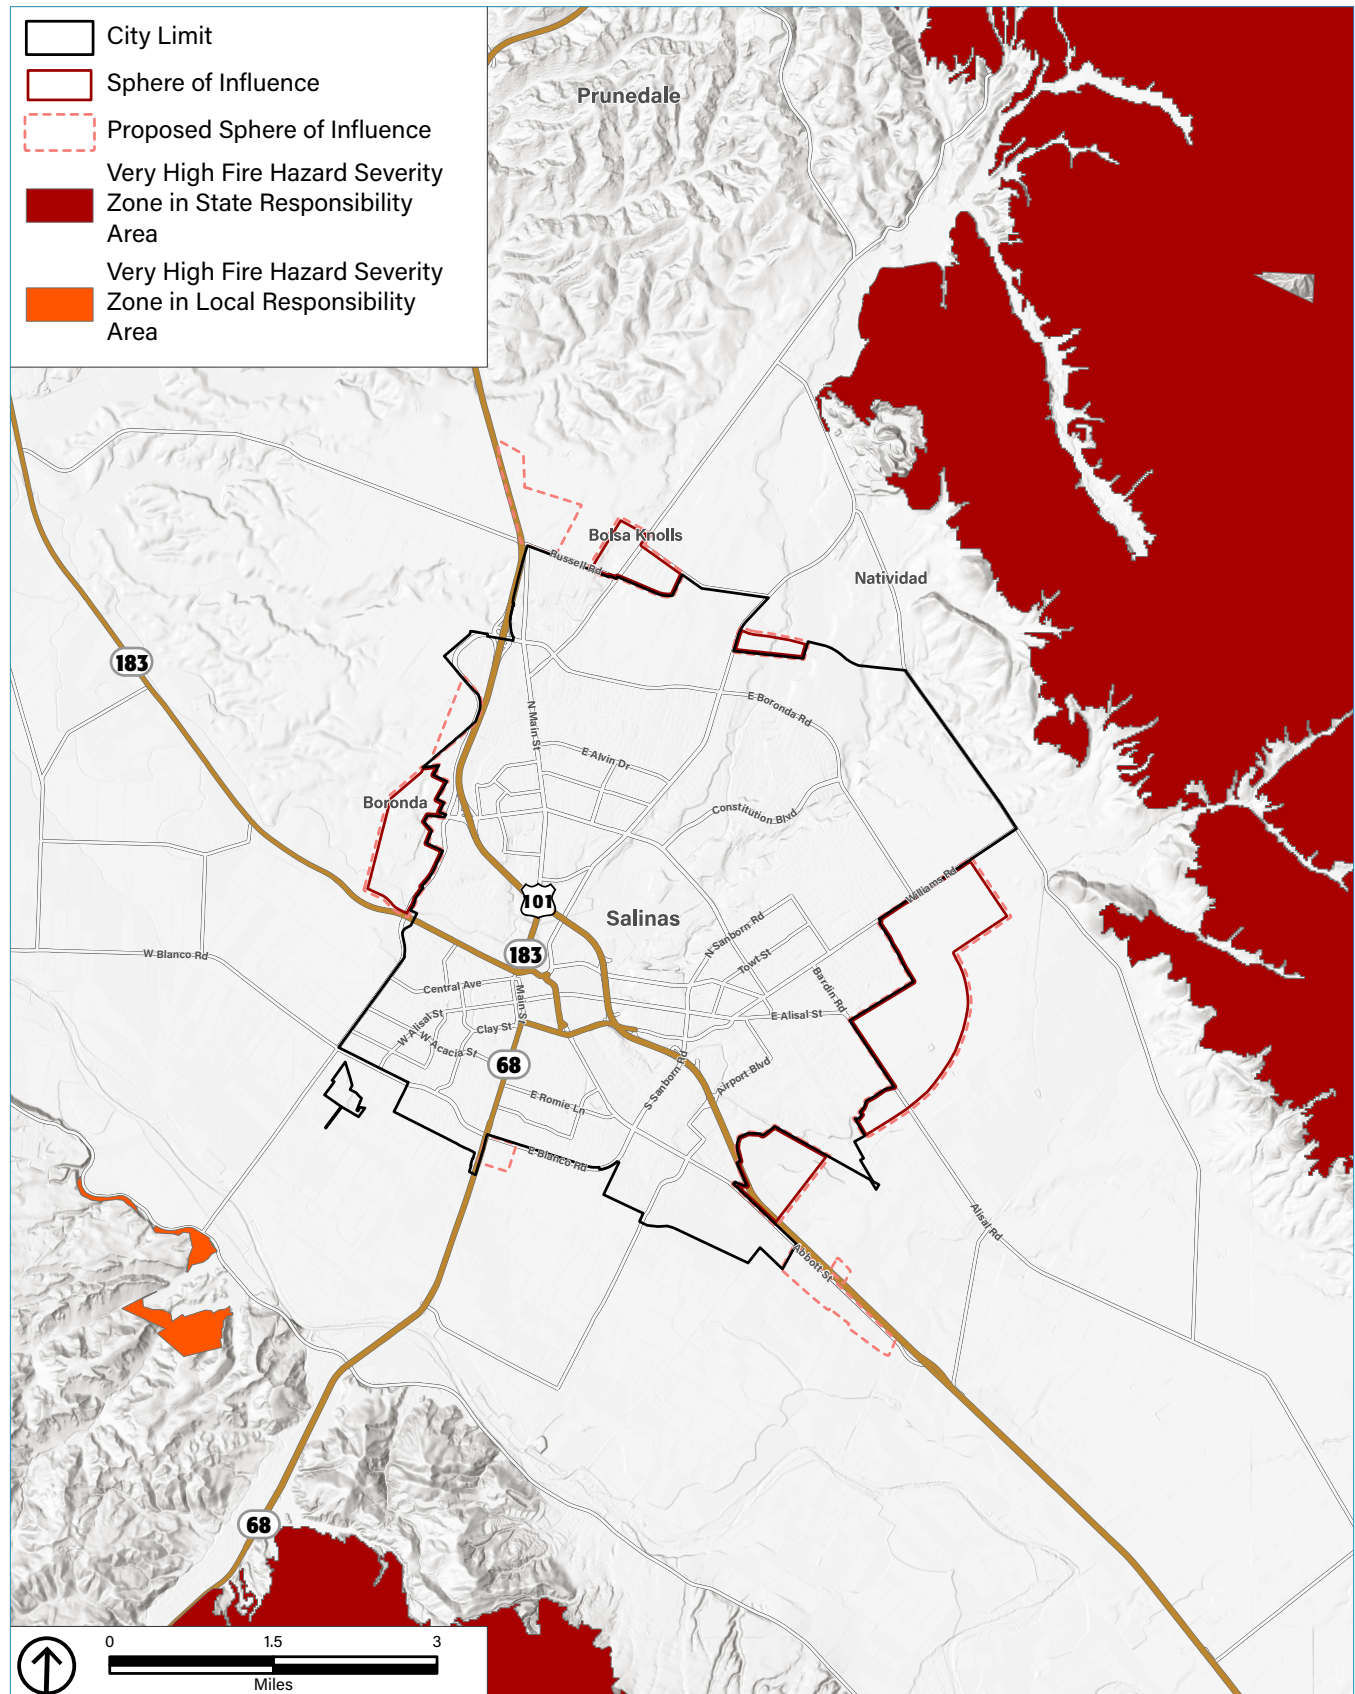 City Limit
Sphere of Influence
Proposed Sphere of Influence
Very High Fire Hazard Severity
Zone in State Responsibility
Area
Very High Fire Hazard Severity
Zone in Local Responsibility
Area
Prunedale
Bolsa Knolls
Russell Rd
Natividad
183
E Boronda Rd
N Main St
E Alvin Dr
Boronda
Constitution Blvd
Williams Rd
101
Salinas
N Sanborn Rd
183
W Blanco Rd
Towt St
Bardin Rd
Central Ave
Main St
W Alisal St
Clay St
E Alisal St
W Acacia St
68
Airport Blvd
S Sanborn Rd
E Romie Ln
E Blanco Rd
Alisal Rd
Abbott St
68
0 1.5 3
Miles